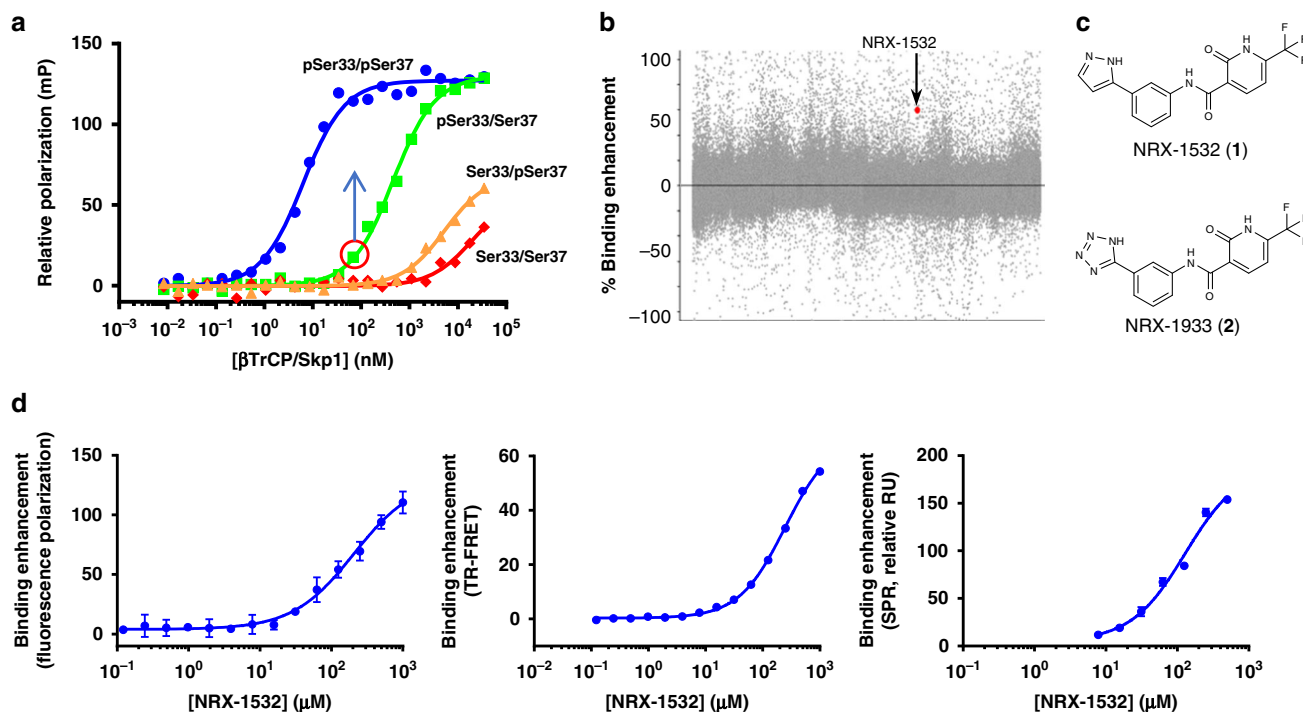 a
Relative polarization (mP)
150
100
50
0
10⁻³
10⁻²
10⁻¹
10⁰
10¹
10²
10³
10⁴
10⁵
[βTrCP/Skp1] (nM)
pSer33/pSer37
pSer33/Ser37
Ser33/pSer37
Ser33/Ser37
b
% Binding enhancement
100
50
0
−50
−100
NRX-1532
c
N
NH
H
N
O
O
H
N
F
F
F
NRX-1532 (1)
N
N
N
NH
H
N
O
O
H
N
F
F
F
NRX-1933 (2)
d
Binding enhancement
(fluorescence polarization)
150
100
50
0
10⁻¹
10⁰
10¹
10²
10³
[NRX-1532] (μM)
Binding enhancement
(TR-FRET)
60
40
20
0
10⁻²
10⁻¹
10⁰
10¹
10²
10³
[NRX-1532] (μM)
Binding enhancement
(SPR, relative RU)
200
150
100
50
0
10⁻¹
10⁰
10¹
10²
10³
[NRX-1532] (μM)